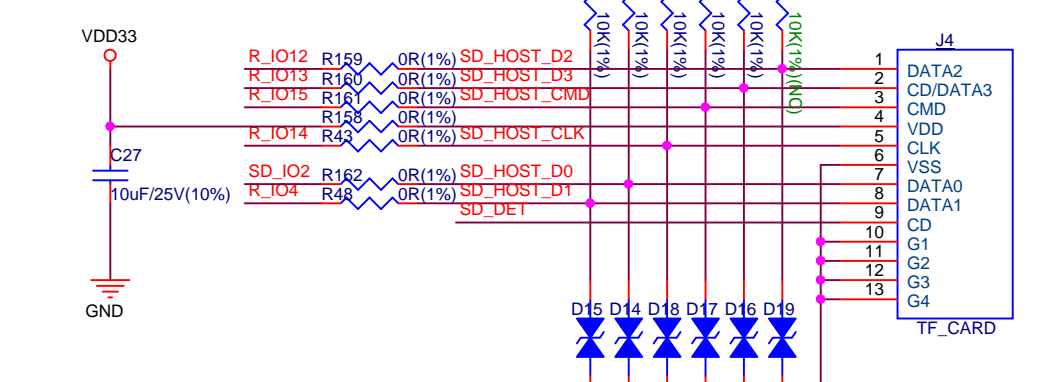 10K(1%)
10K(1%)
10K(1%)
10K(1%)
10K(1%)
10K(1%)(NC)
VDD33
C27
10uF/25V(10%)
GND
R_IO12 R159 0R(1%) SD_HOST_D2
R_IO13 R160 0R(1%) SD_HOST_D3
R_IO15 R161 0R(1%) SD_HOST_CMD
R158 0R(1%)
R_IO14 R43 0R(1%) SD_HOST_CLK
SD_IO2 R162 0R(1%) SD_HOST_D0
R_IO4 R48 0R(1%) SD_HOST_D1
SD_DET
J4
1 DATA2
2 CD/DATA3
3 CMD
4 VDD
5 CLK
6 VSS
7 DATA0
8 DATA1
9 CD
10 G1
11 G2
12 G3
13 G4
TF_CARD
D15 D14 D18 D17 D16 D19